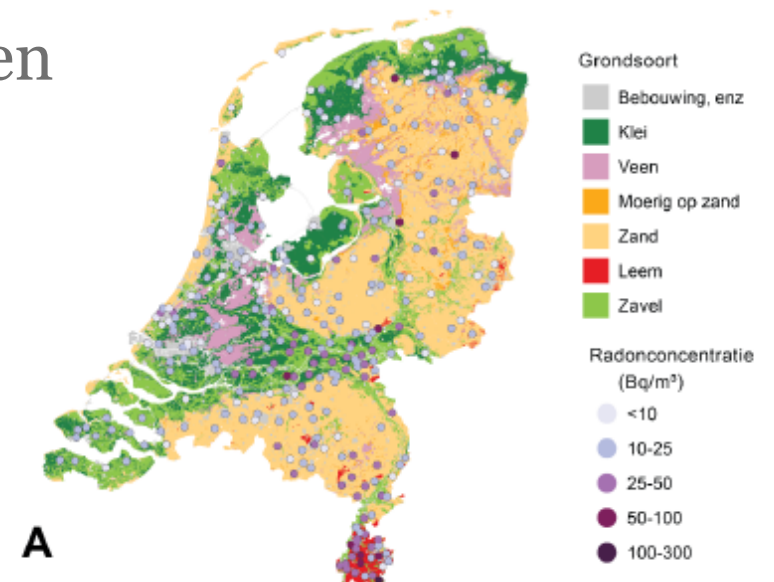 en
Grondsoort
Bebouwing, enz
Klei
Veen
Moerig op zand
Zand
Leem
Zavel
Radonconcentratie
(Bq/m³)
<10
10-25
25-50
50-100
100-300
A